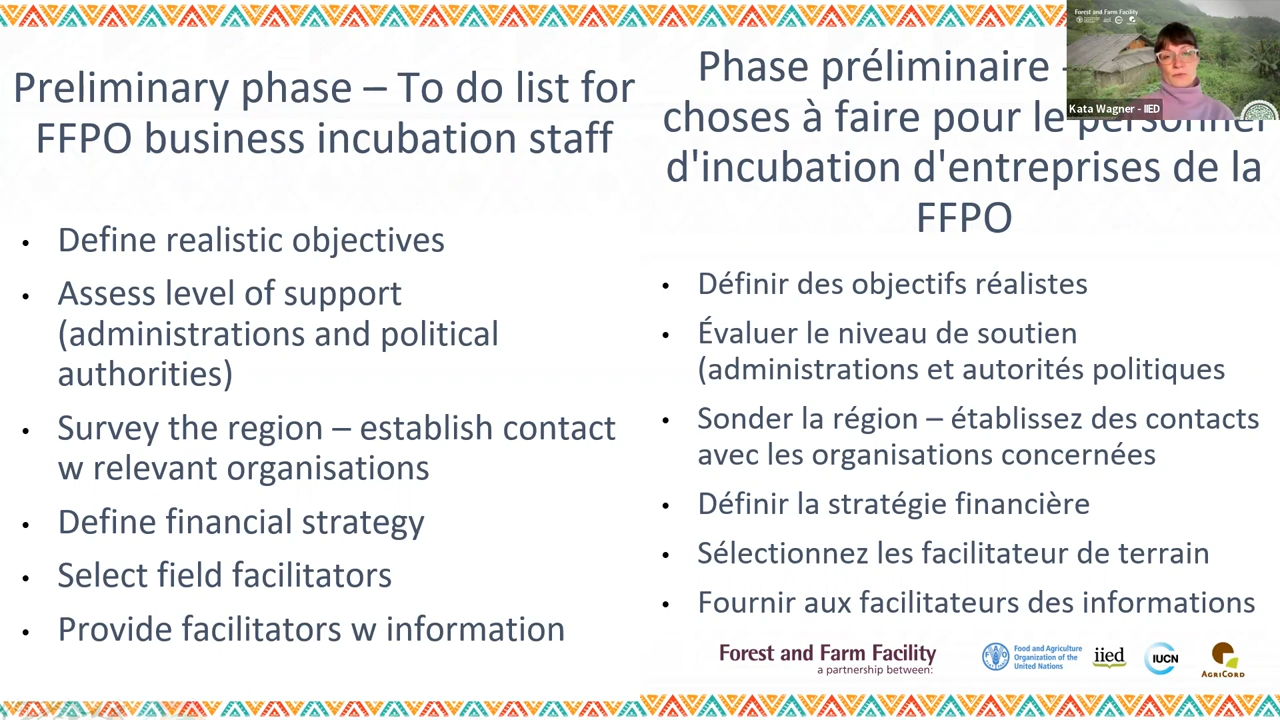 Preliminary phase – To do list for
FFPO business incubation staff
• Define realistic objectives
• Assess level of support
(administrations and political
authorities)
• Survey the region – establish contact
w relevant organisations
• Define financial strategy
• Select field facilitators
• Provide facilitators w information
Phase préliminaire -
choses à faire pour le personnel
d'incubation d'entreprises de la
FFPO
• Définir des objectifs réalistes
• Évaluer le niveau de soutien
(administrations et autorités politiques
• Sonder la région – établissez des contacts
avec les organisations concernées
• Définir la stratégie financière
• Sélectionnez les facilitateur de terrain
• Fournir aux facilitateurs des informations
Forest and Farm Facility
Kata Wagner - IIED
Forest and Farm Facility
a partnership between:
Food and Agriculture
Organization of the
United Nations
iied
IUCN
AGRICORD